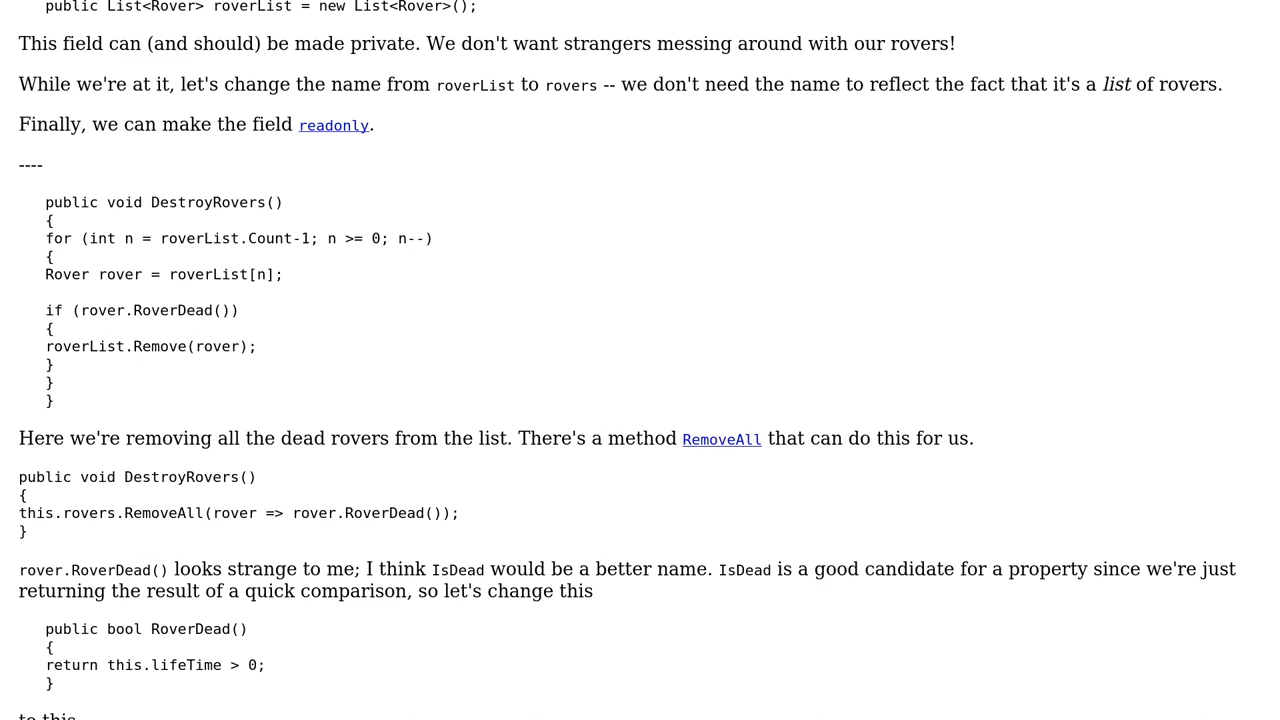 public List<Rover> roverList = new List<Rover>();
This field can (and should) be made private. We don't want strangers messing around with our rovers!
While we're at it, let's change the name from roverList to rovers -- we don't need the name to reflect the fact that it's a list of rovers.
Finally, we can make the field readonly.
----
public void DestroyRovers()
{
for (int n = roverList.Count-1; n >= 0; n--)
{
Rover rover = roverList[n];
if (rover.RoverDead())
{
roverList.Remove(rover);
}
}
}
Here we're removing all the dead rovers from the list. There's a method RemoveAll that can do this for us.
public void DestroyRovers()
{
this.rovers.RemoveAll(rover => rover.RoverDead());
}
rover.RoverDead() looks strange to me; I think IsDead would be a better name. IsDead is a good candidate for a property since we're just
returning the result of a quick comparison, so let's change this
public bool RoverDead()
{
return this.lifeTime > 0;
}
to this